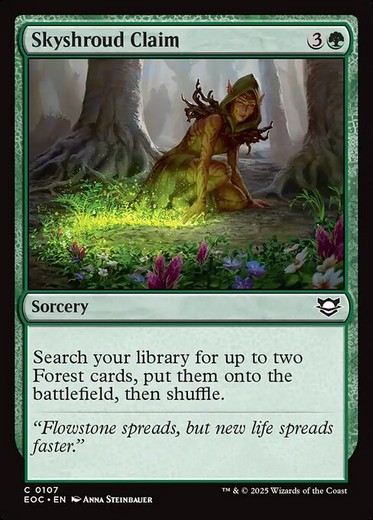 Skyshroud Claim 3
Sorcery
Search your library for up to two
Forest cards, put them onto the
battlefield, then shuffle.
“Flowstone spreads, but new life spreads
faster.”
C 0107
EOC • EN Anna Steinbauer
™ & © 2025 Wizards of the Coast